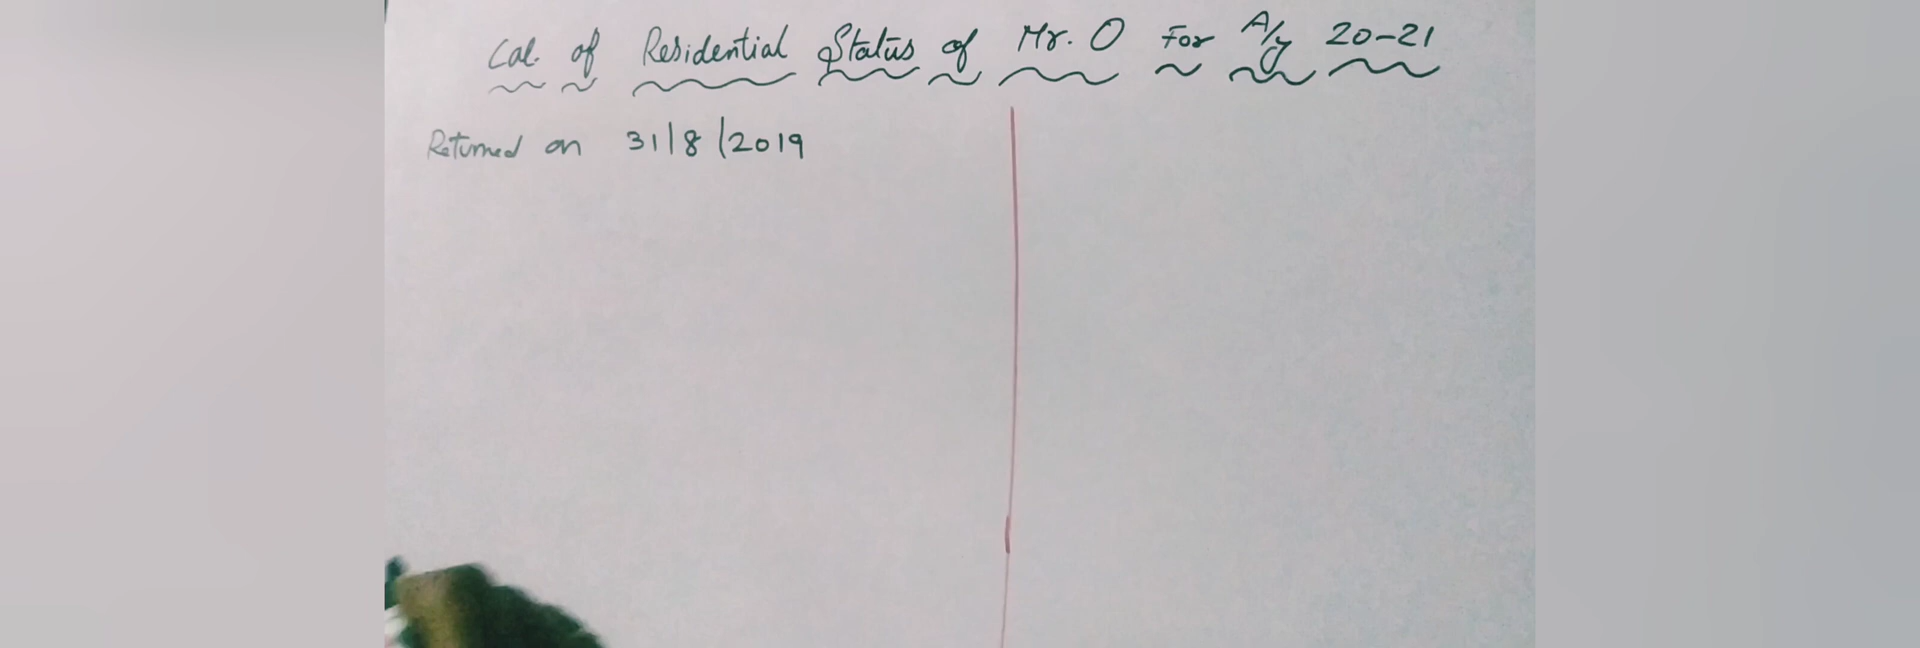 Cal. of Residential Status of Mr. O For A/y 20-21
Returned on 31/8/2019